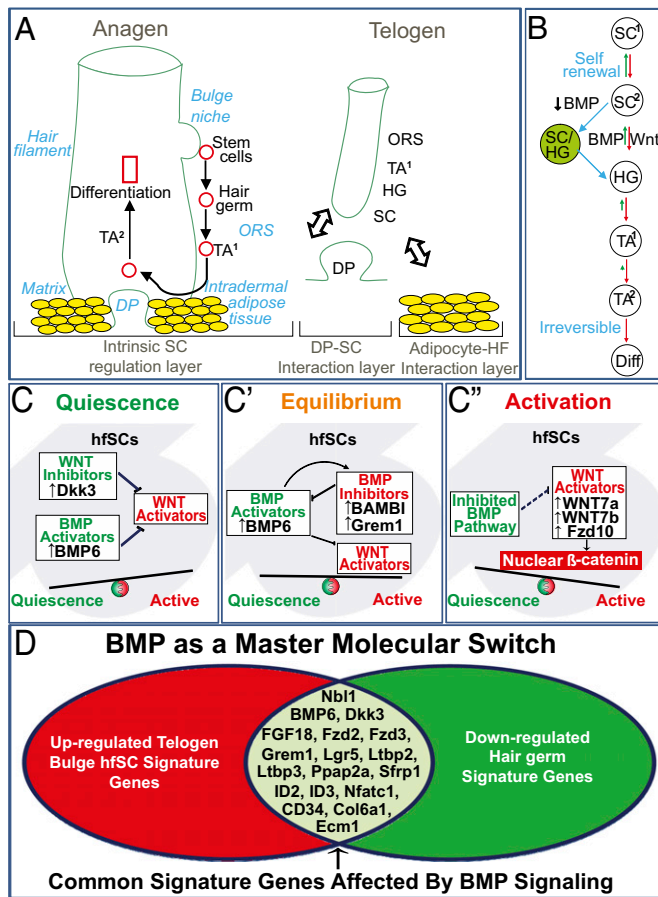 A
Anagen
Telogen
Bulge
niche
Hair
filament
Stem
cells
Differentiation
Hair
germ
ORS
TA²
TA¹
Matrix
DP
Intradermal
adipose
tissue
ORS
TA¹
HG
SC
DP
Intrinsic SC
regulation layer
DP-SC
Interaction layer
Adipocyte-HF
Interaction layer
B
SC¹
Self
renewal
↓BMP
SC²
SC/
HG
BMP
Wnt
HG
TA¹
TA²
Irreversible
Diff
C
Quiescence
hfSCs
WNT
Inhibitors
↑Dkk3
WNT
Activators
BMP
Activators
↑BMP6
Quiescence
Active
C'
Equilibrium
hfSCs
BMP
Activators
↑BMP6
BMP
Inhibitors
↑BAMBI
↑Grem1
WNT
Activators
Quiescence
Active
C"
Activation
hfSCs
Inhibited
BMP
Pathway
WNT
Activators
↑WNT7a
↑WNT7b
↑ Fzd10
Nuclear ß-catenin
Quiescence
Active
D
BMP as a Master Molecular Switch
Up-regulated Telogen
Bulge hfSC Signature
Genes
Nbl1
BMP6, Dkk3
FGF18, Fzd2, Fzd3,
Grem1, Lgr5, Ltbp2,
Ltbp3, Ppap2a, Sfrp1
ID2, ID3, Nfatc1,
CD34, Col6a1,
Ecm1
Down-regulated
Hair germ
Signature Genes
Common Signature Genes Affected By BMP Signaling